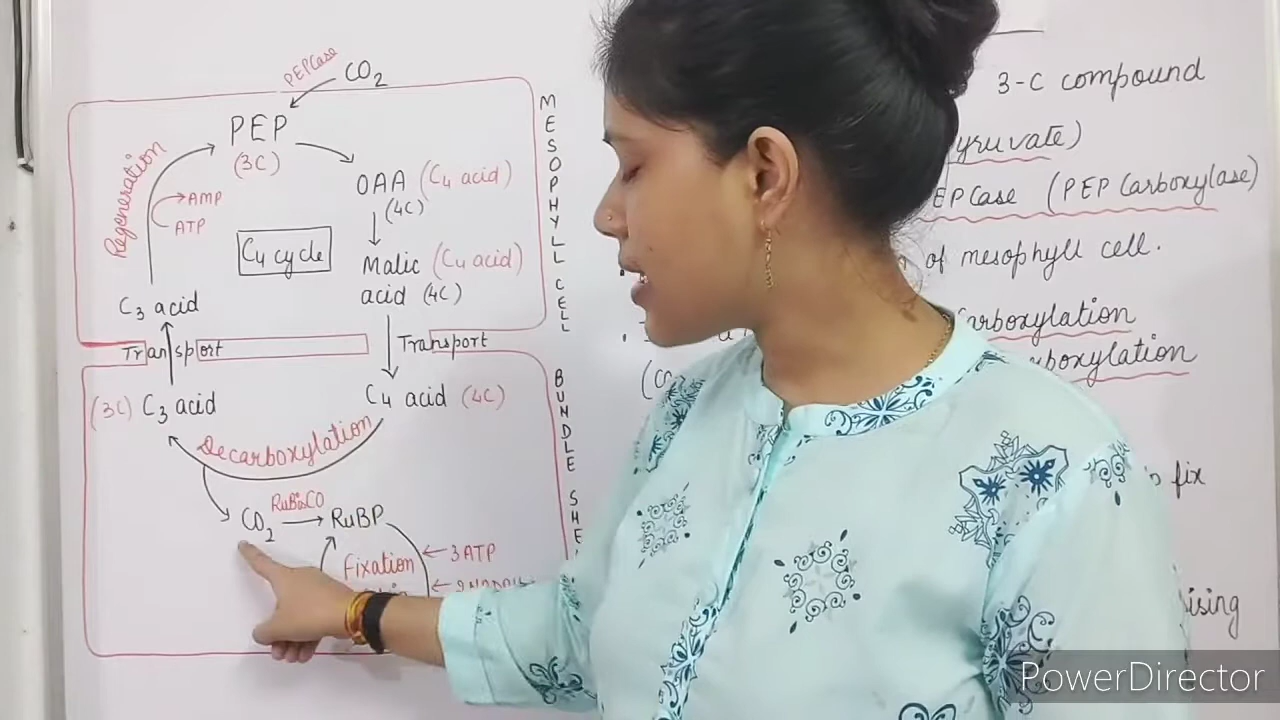 PEPCase
CO2
PEP
(3C)
OAA (C4 acid)
(4C)
Regeneration
AMP
ATP
C4 cycle
Malic (C4 acid)
acid (4C)
C3 acid
Transport
Transport
(3C) C3 acid
C4 acid (4C)
Decarboxylation
CO2
RuBisCO
RuBP
Fixation
3ATP
MESOPHYLL CELL
BUNDLE SHE
3-C compound
yruvate)
EPCase (PEP Carboxylase)
of mesophyll cell.
arboxylation
boxylation
fix
ising
PowerDirector